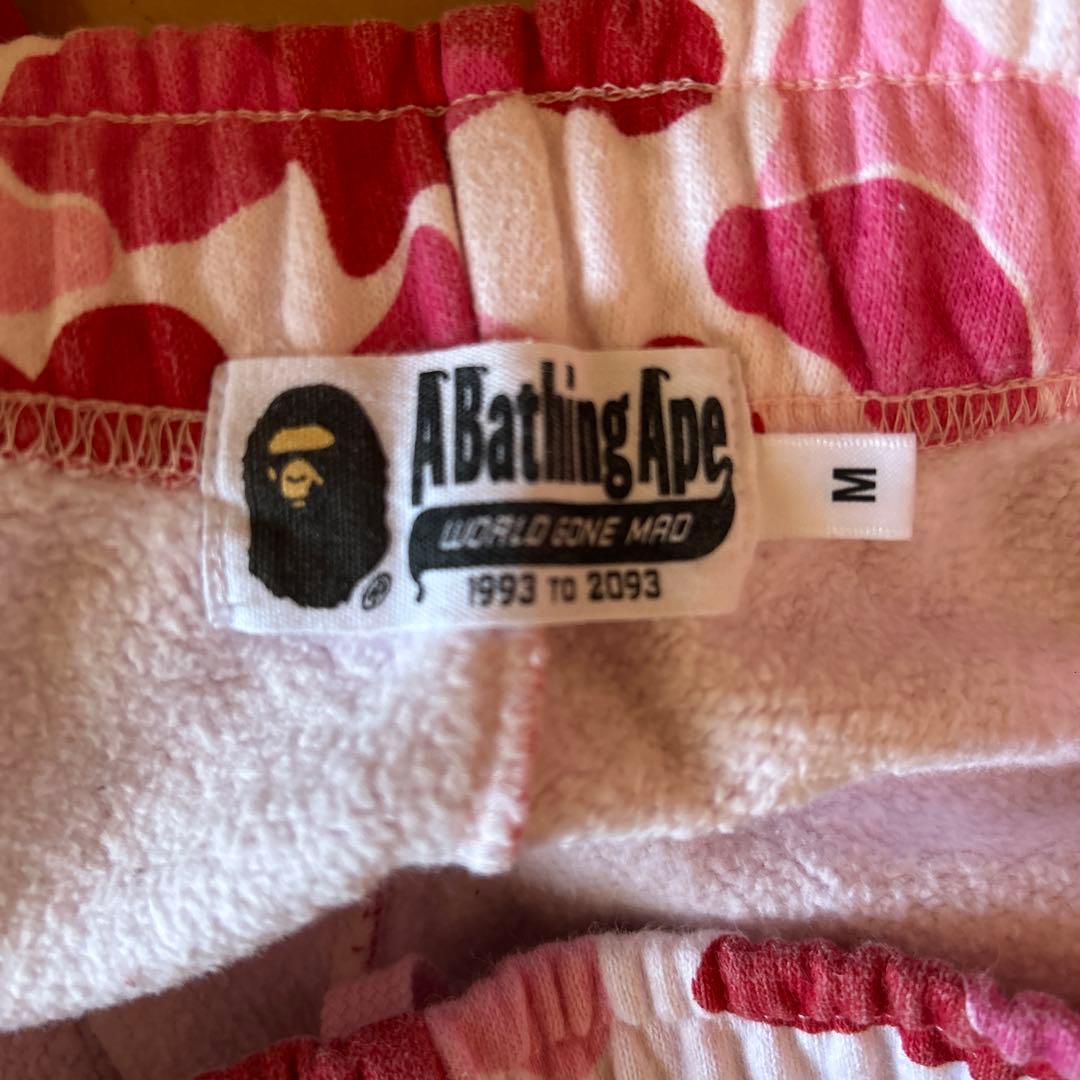 A Bathing Ape
WORLD GONE MAD
1993 TO 2093
®
M